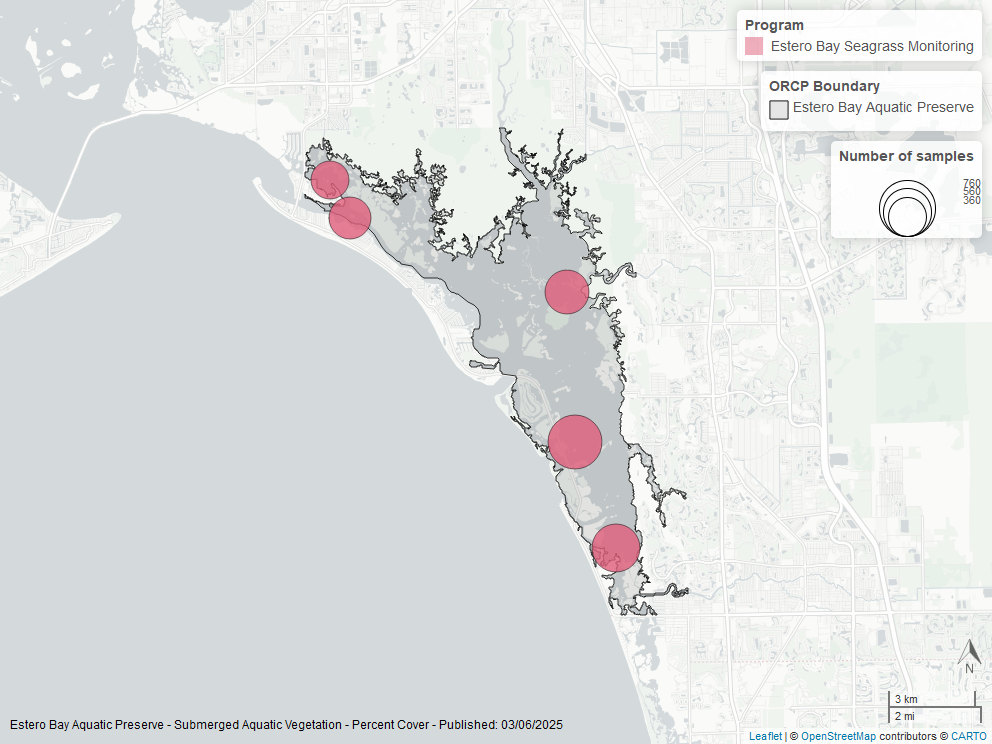 Program
Estero Bay Seagrass Monitoring
ORCP Boundary
Estero Bay Aquatic Preserve
Number of samples
760
560
360
N
3 km
2 mi
Estero Bay Aquatic Preserve - Submerged Aquatic Vegetation - Percent Cover - Published: 03/06/2025
Leaflet | © OpenStreetMap contributors © CARTO